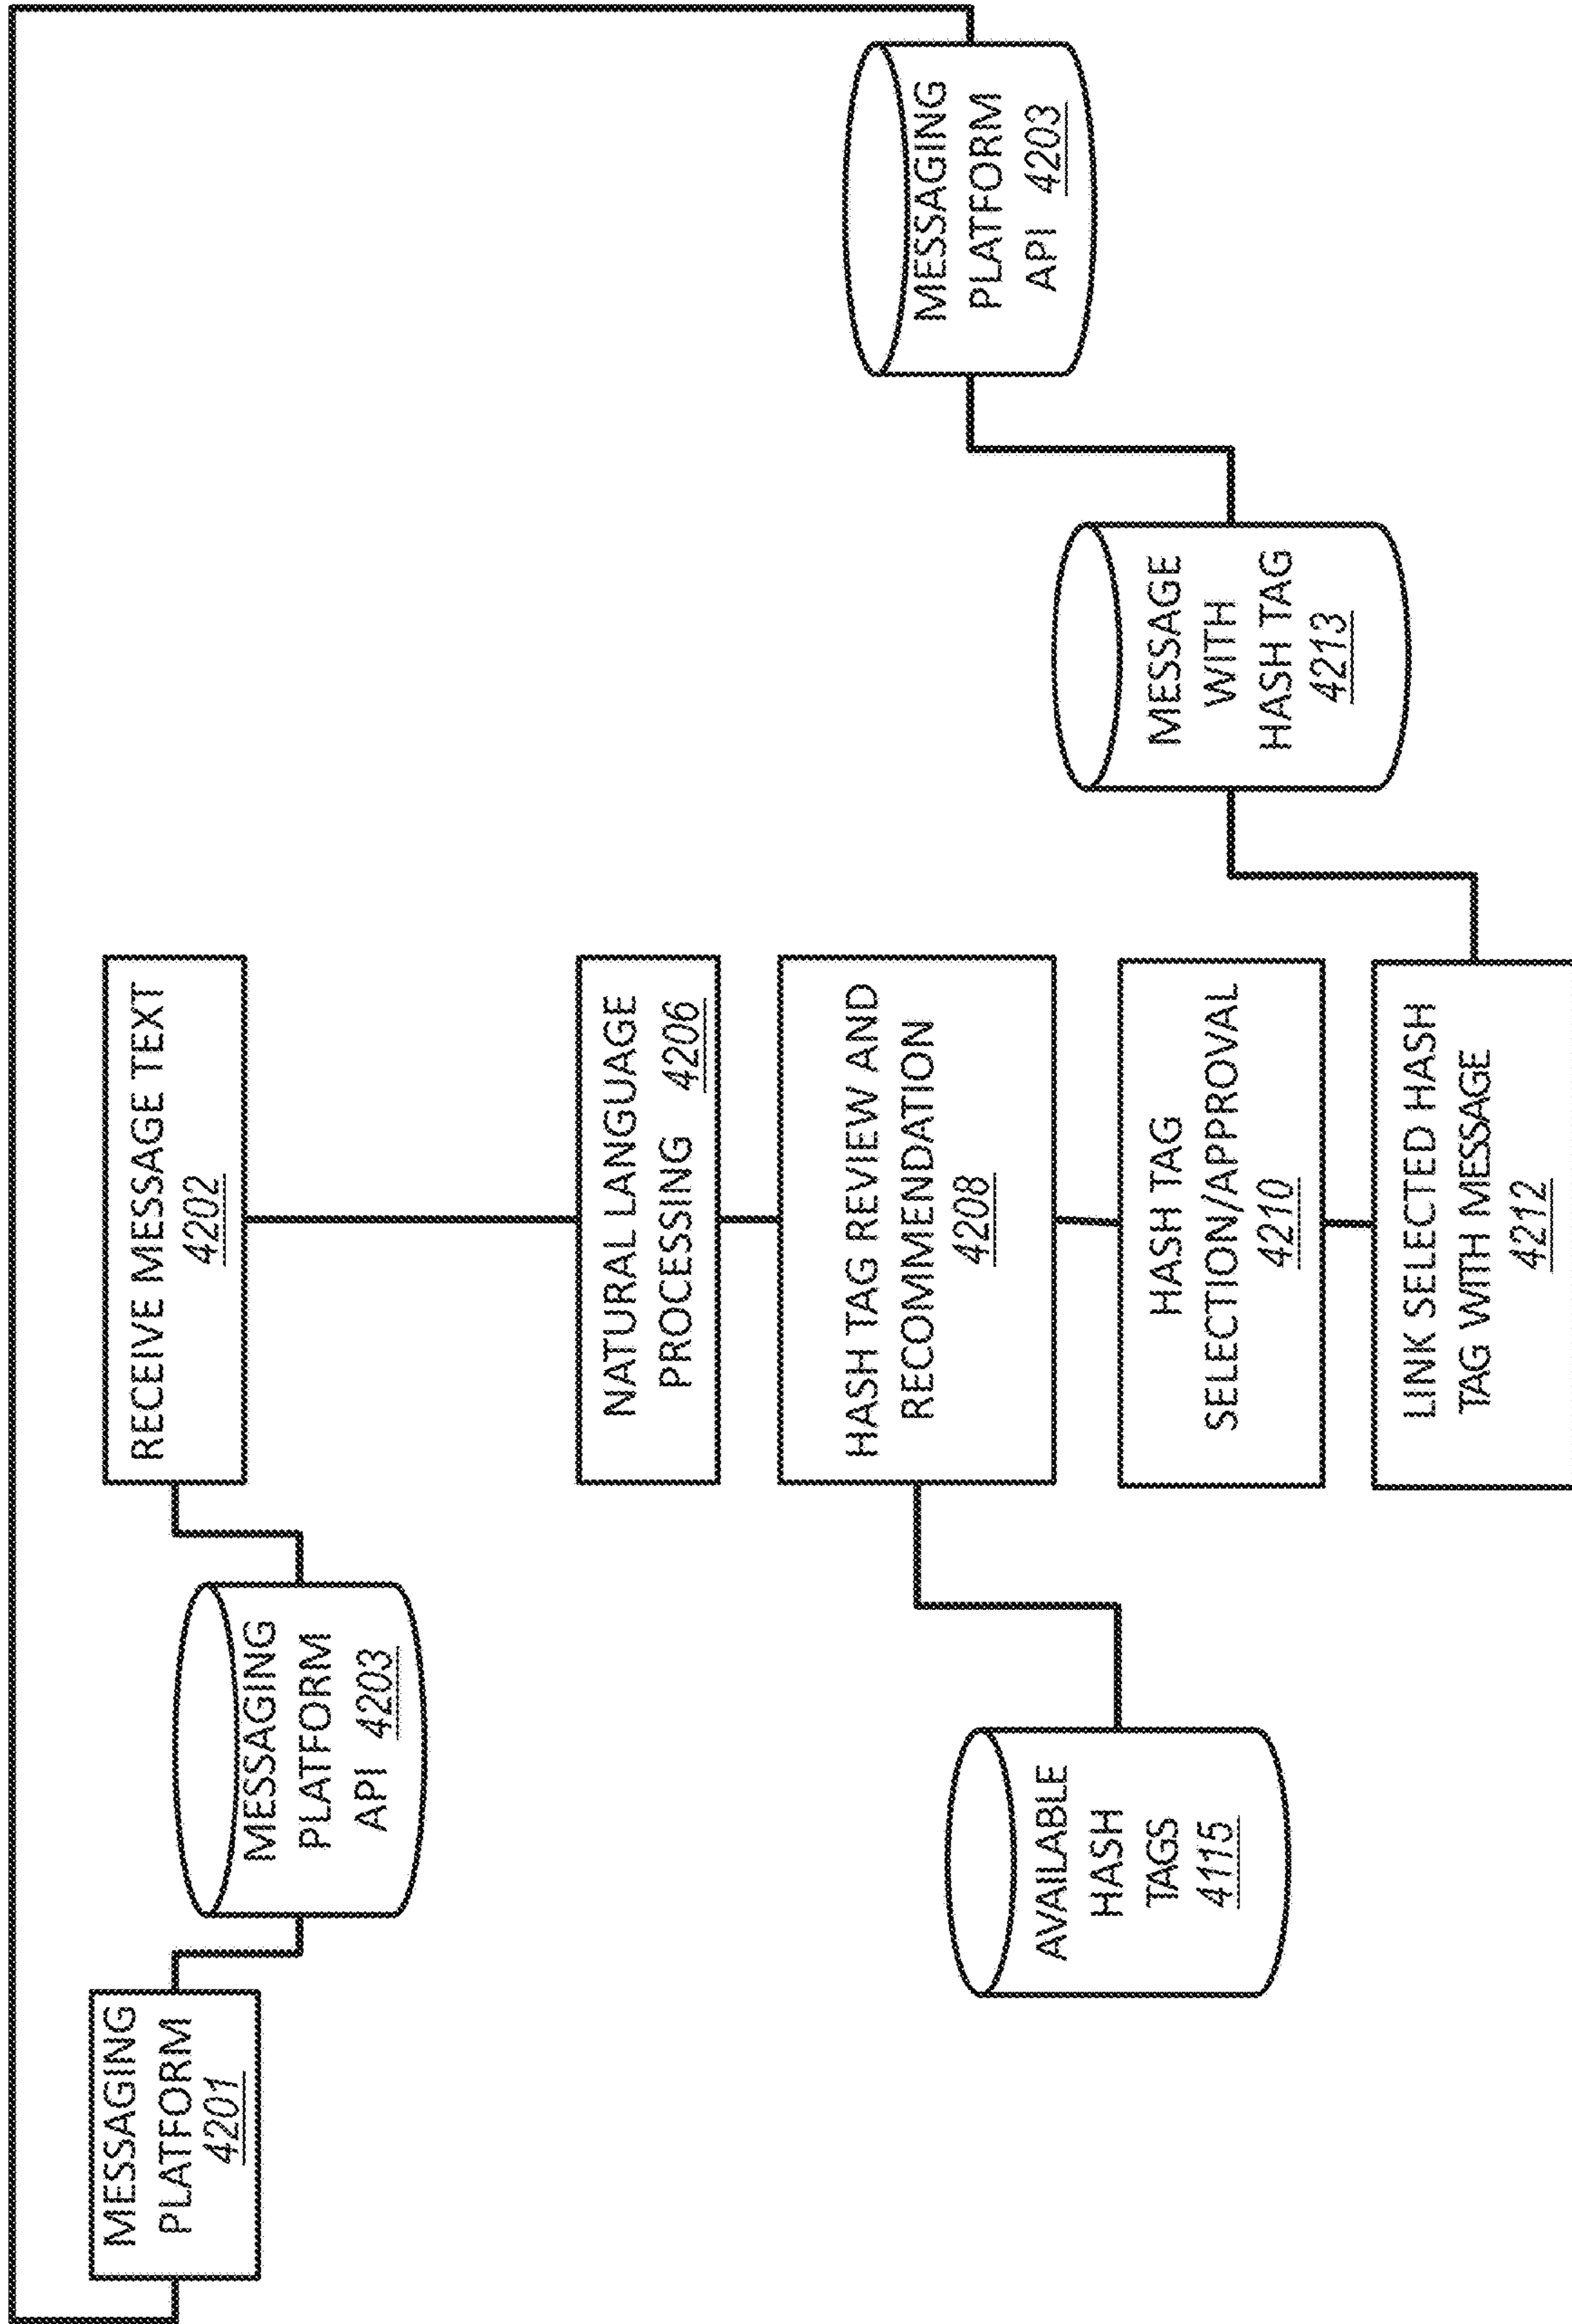 MESSAGING
PLATFORM
4201
MESSAGING
PLATFORM
API 4203
RECEIVE MESSAGE TEXT
4202
NATURAL LANGUAGE
PROCESSING 4206
HASH TAG REVIEW AND
RECOMMENDATION
4208
AVAILABLE
HASH
TAGS
4115
HASH TAG
SELECTION/APPROVAL
4210
LINK SELECTED HASH
TAG WITH MESSAGE
4212
MESSAGE
WITH
HASH TAG
4213
MESSAGING
PLATFORM
API 4203